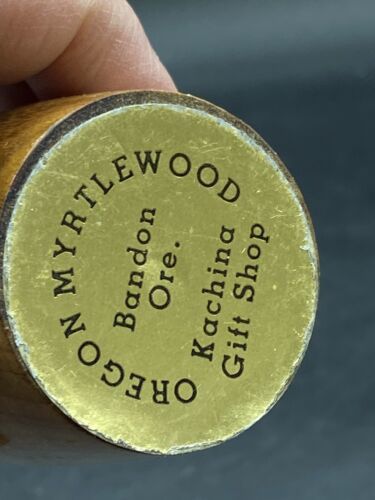 OREGON MYRTLEWOOD
Bandon
Ore.
Kachina
Gift Shop